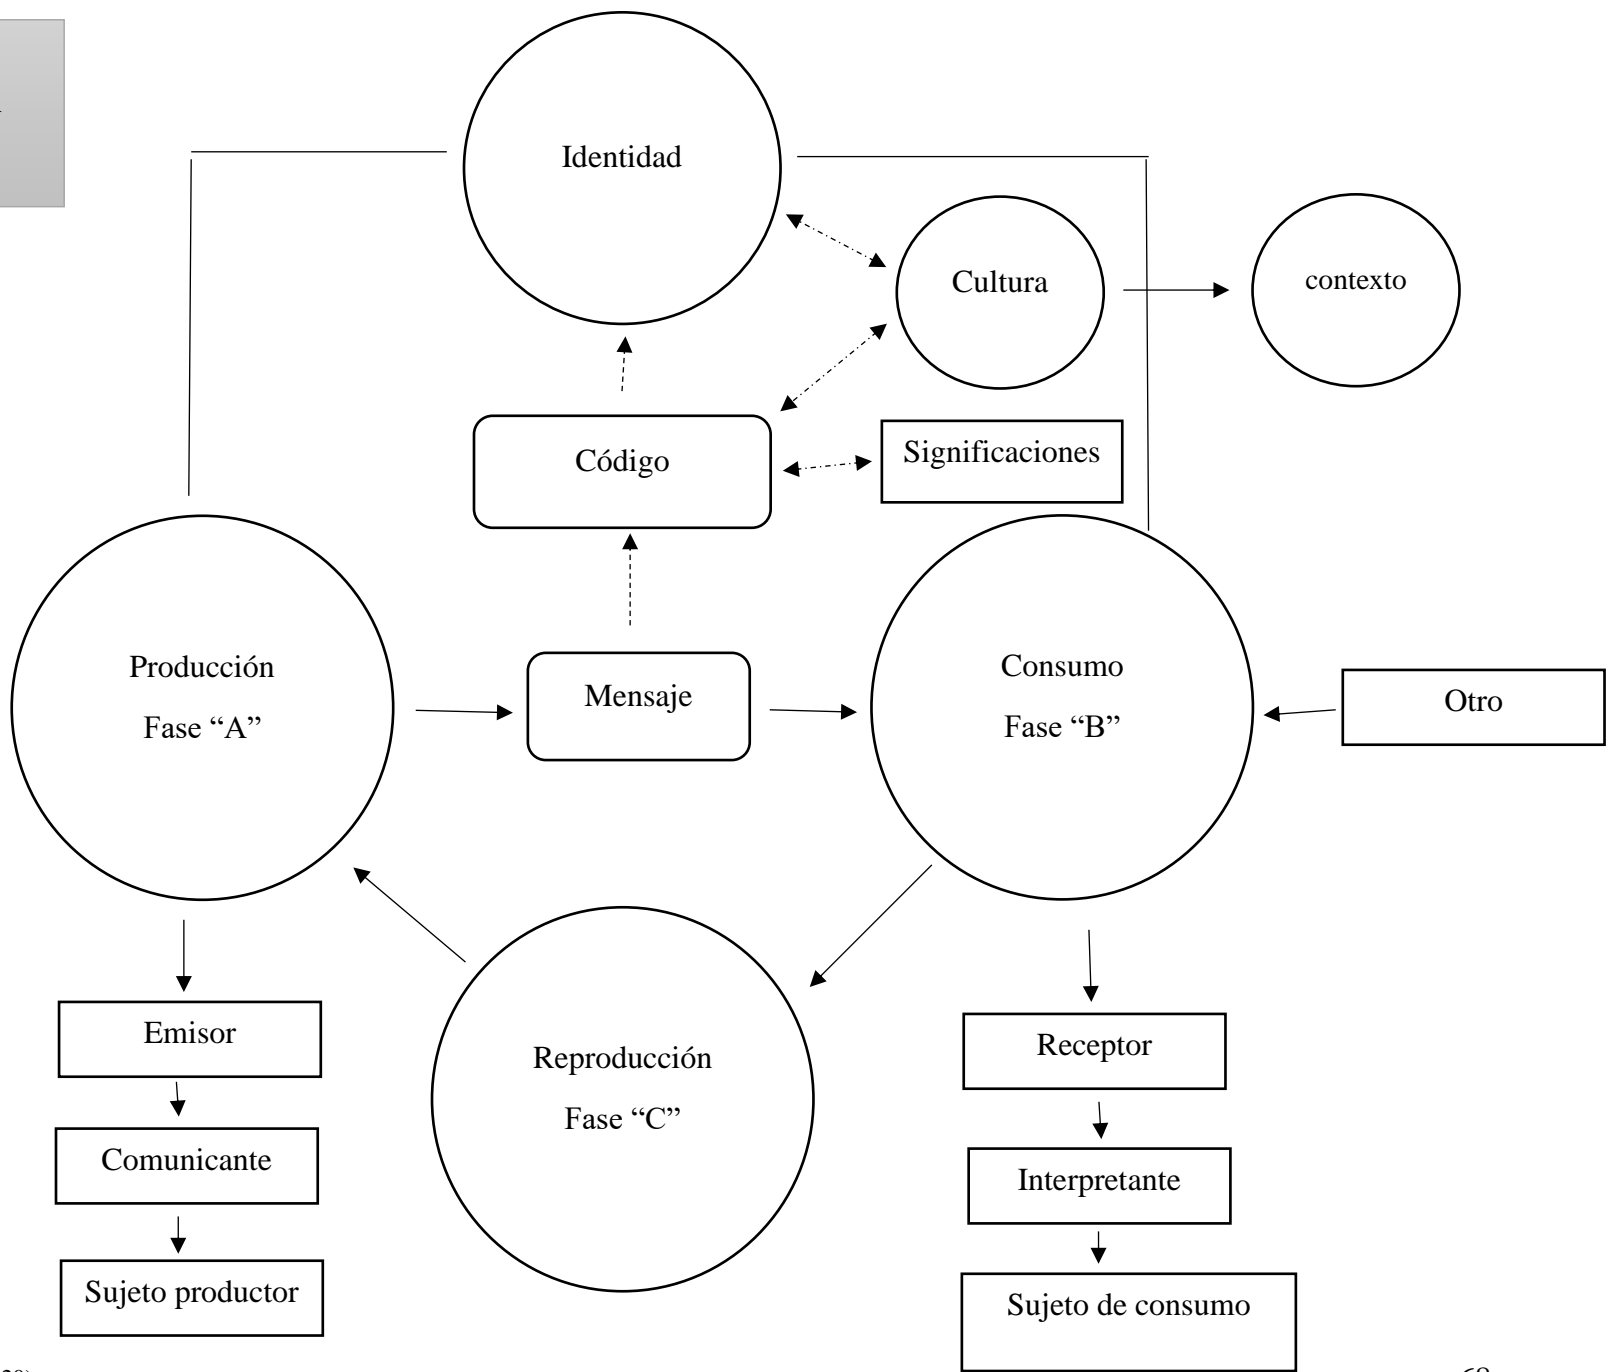 Identidad
Cultura
contexto
Código
Significaciones
Producción
Fase “A”
Mensaje
Consumo
Fase “B”
Otro
Emisor
Comunicante
Sujeto productor
Reproducción
Fase “C”
Receptor
Interpretante
Sujeto de consumo